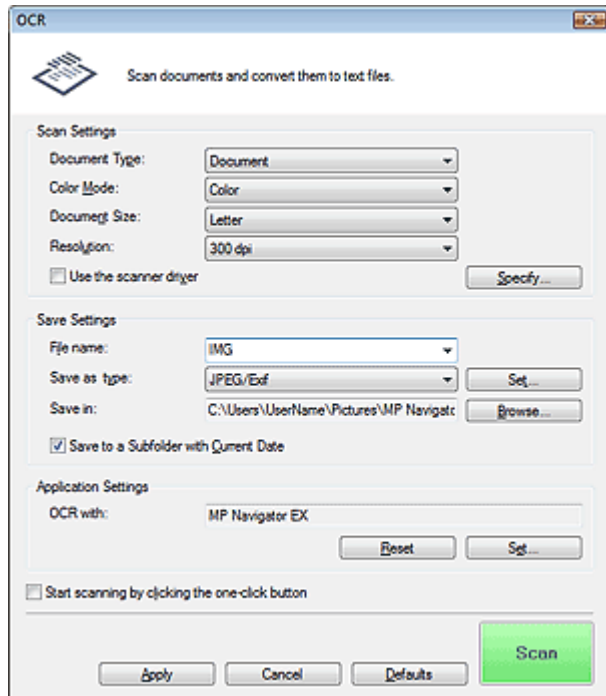 OCR
Scan documents and convert them to text files.
Scan Settings
Document Type: Document
Color Mode: Color
Document Size: Letter
Resolution: 300 dpi
Use the scanner driver Specify...
Save Settings
File name: IMG
Save as type: JPEG/Exif Set...
Save in: C:\Users\UserName\Pictures\MP Navigatc Browse...
Save to a Subfolder with Current Date
Application Settings
OCR with: MP Navigator EX
Reset Set...
Start scanning by clicking the one-click button
Scan
Apply Cancel Defaults